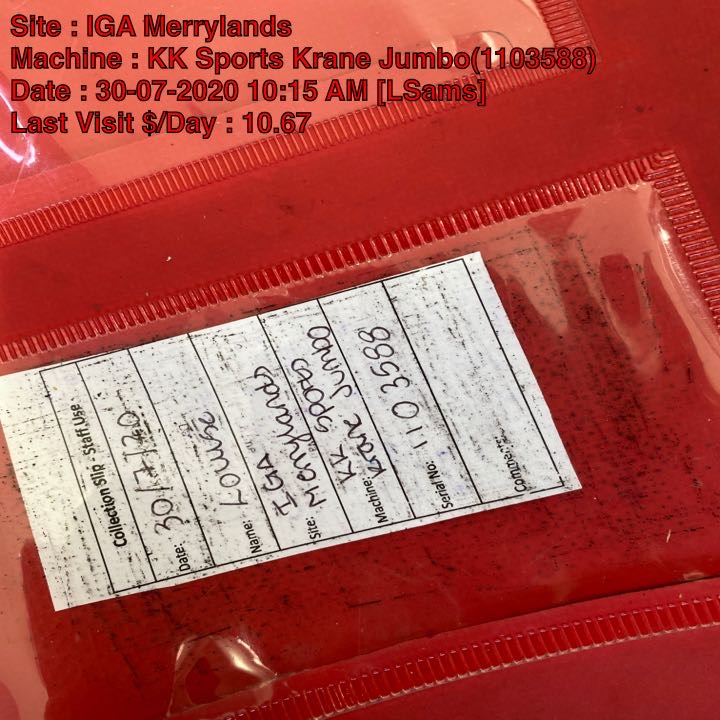 Site : IGA Merrylands
Machine : KK Sports Krane Jumbo(1103588)
Date : 30-07-2020 10:15 AM [LSams]
Last Visit $/Day : 10.67
Collection Slip - Staff Use
Date: 30/7/20
Name: Louise
Site: IGA Merrylands
Machine: KK Sports Krane Jumbo
Serial No: 1103588
Comments: